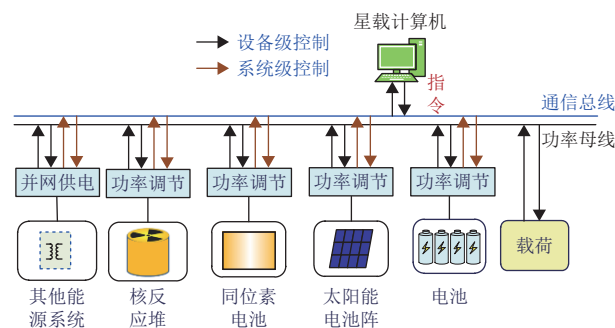 星载计算机
设备级控制
系统级控制
指
令
通信总线
功率母线
并网供电
功率调节
功率调节
功率调节
功率调节
载荷
其他能
源系统
核反
应堆
同位素
电池
太阳能
电池阵
电池